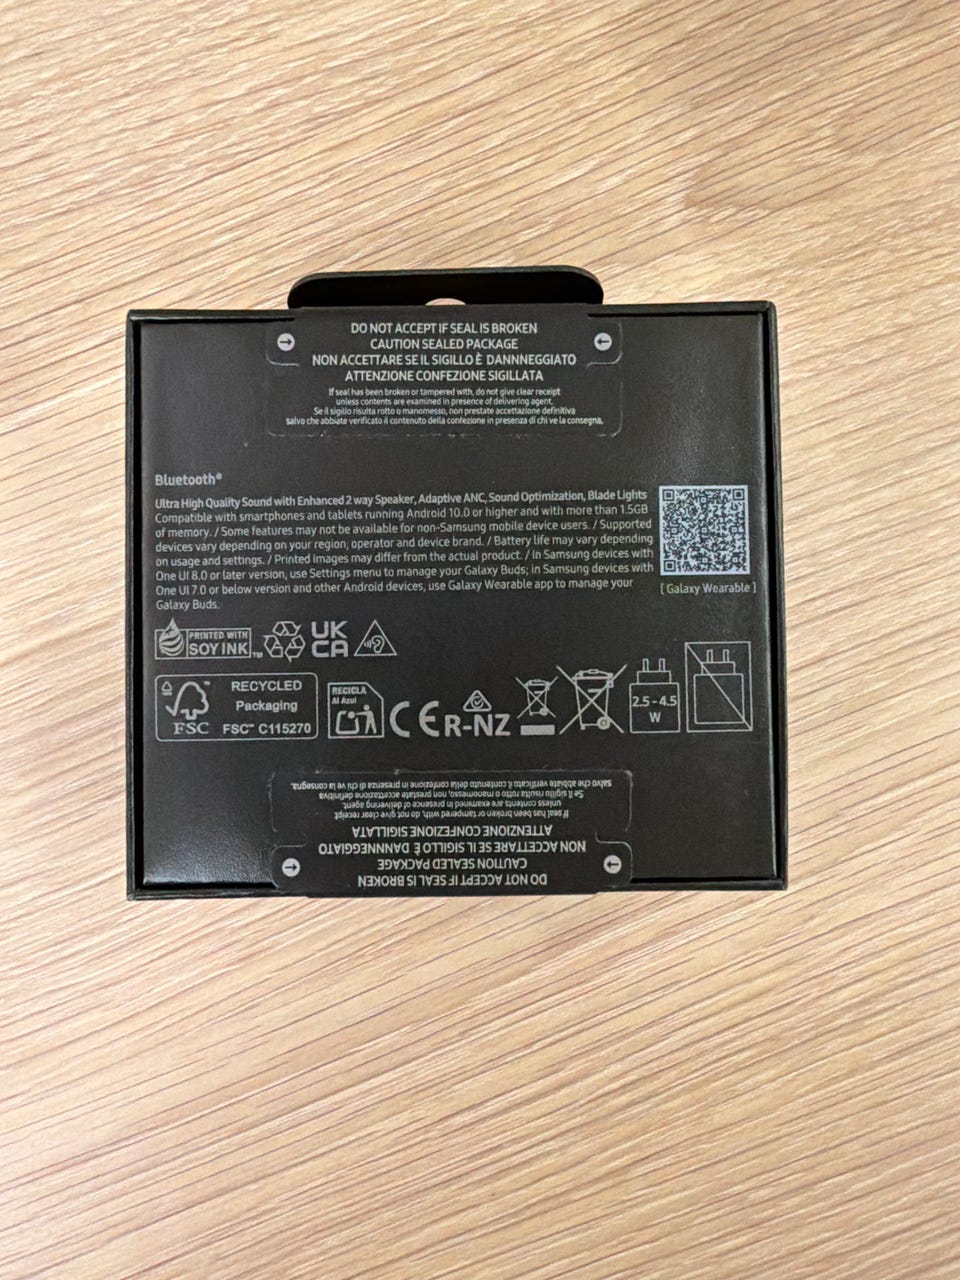 DO NOT ACCEPT IF SEAL IS BROKEN
CAUTION SEALED PACKAGE
NON ACCETTARE SE IL SIGILLO È DANNNEGGIATO
ATTENZIONE CONFEZIONE SIGILLATA
If seal has been broken or tampered with, do not give clear receipt
unless contents are examined in presence of delivering agent.
Se il sigillo risulta rotto o manomesso, non prestate accettazione definitiva
salvo che abbiate verificato il contenuto della confezione in presenza di chi ve la consegna.
Bluetooth®
Ultra High Quality Sound with Enhanced 2 way Speaker, Adaptive ANC, Sound Optimization, Blade Lights
Compatible with smartphones and tablets running Android 10.0 or higher and with more than 1.5GB
of memory. / Some features may not be available for non-Samsung mobile device users. / Supported
devices vary depending on your region, operator and device brand. / Battery life may vary depending
on usage and settings. / Printed images may differ from the actual product. / In Samsung devices with
One UI 8.0 or later version, use Settings menu to manage your Galaxy Buds; in Samsung devices with
One UI 7.0 or below version and other Android devices, use Galaxy Wearable app to manage your
Galaxy Buds.
[ Galaxy Wearable ]
PRINTED WITH
SOY INK™
UK
CA
FSC™
RECYCLED
Packaging
FSC™ C115270
RECICLA
Al Azul
CE
R-NZ
2.5 - 4.5
W
DO NOT ACCEPT IF SEAL IS BROKEN
CAUTION SEALED PACKAGE
NON ACCETTARE SE IL SIGILLO È DANNNEGGIATO
ATTENZIONE CONFEZIONE SIGILLATA
If seal has been broken or tampered with, do not give clear receipt
unless contents are examined in presence of delivering agent.
Se il sigillo risulta rotto o manomesso, non prestate accettazione definitiva
salvo che abbiate verificato il contenuto della confezione in presenza di chi ve la consegna.